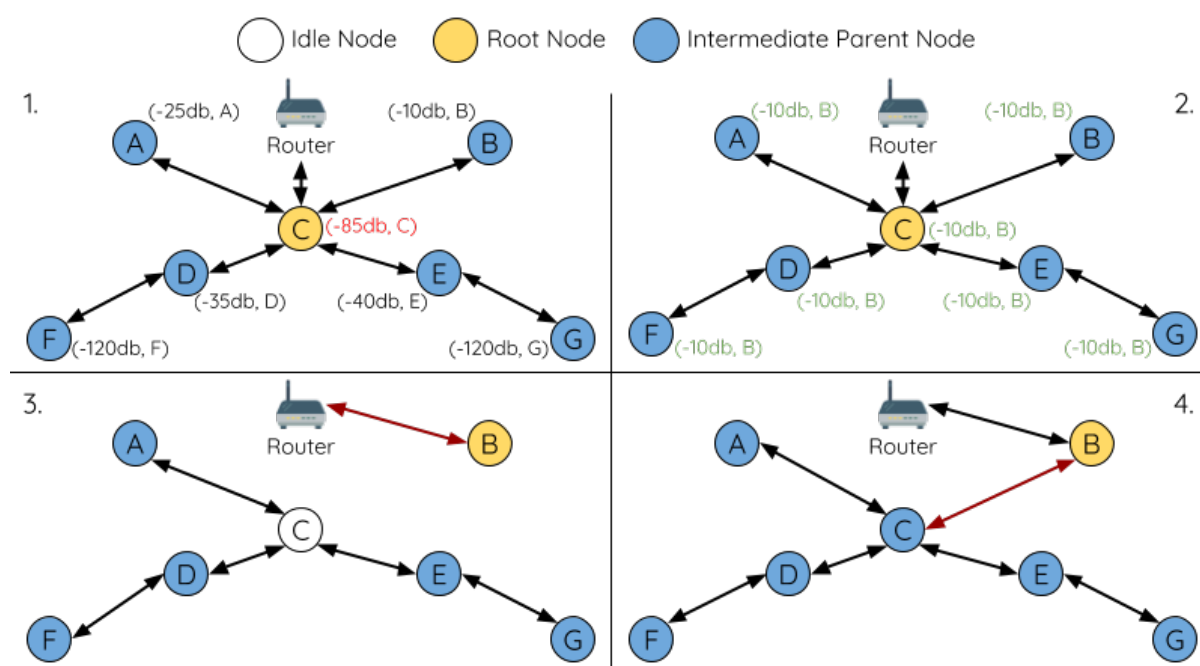 Idle Node
Root Node
Intermediate Parent Node
1.
(-25db, A)
(-10db, B)
A
Router
B
C
(-85db, C)
D
E
(-35db, D)
(-40db, E)
F
(-120db, F)
(-120db, G)
G
2.
(-10db, B)
(-10db, B)
A
Router
B
C
(-10db, B)
D
E
(-10db, B)
(-10db, B)
F
(-10db, B)
(-10db, B)
G
3.
A
Router
B
C
D
E
F
G
4.
A
Router
B
C
D
E
F
G